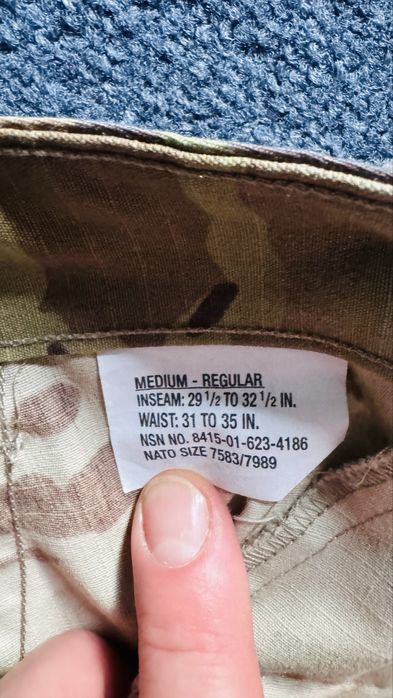 MEDIUM - REGULAR
INSEAM: 29 1/2 TO 32 1/2 IN.
WAIST: 31 TO 35 IN.
NSN NO. 8415-01-623-4186
NATO SIZE 7583/7989